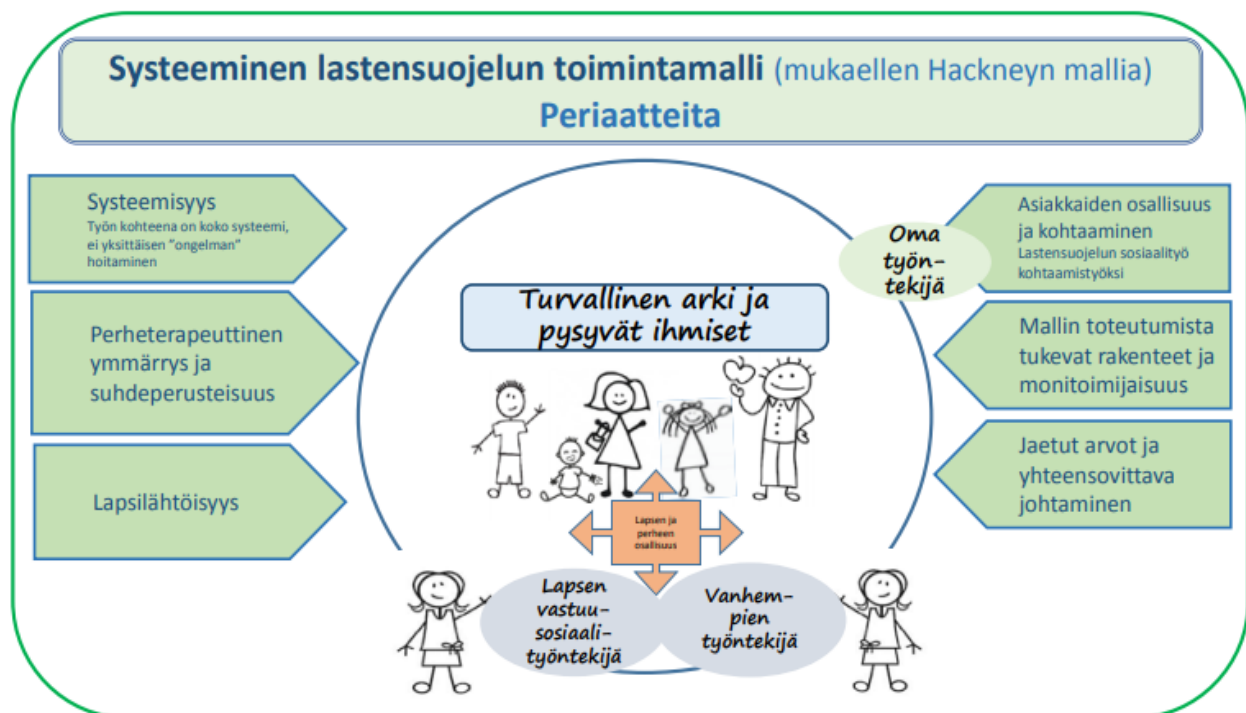 Systeeminen lastensuojelun toimintamalli (mukaellen Hackneyn mallia)
Periaatteita
Systeemisyys
Työn kohteena on koko systeemi,
ei yksittäisen ”ongelman”
hoitaminen
Perheterapeuttinen
ymmärrys ja
suhdeperusteisuus
Lapsilähtöisyys
Turvallinen arki ja
pysyvät ihmiset
Lapsen ja
perheen
osallisuus
Lapsen
vastuu-
sosiaali-
työntekijä
Vanhem-
pien
työntekijä
Oma
työn-
tekijä
Asiakkaiden osallisuus
ja kohtaaminen
Lastensuojelun sosiaalityö
kohtaamistyöksi
Mallin toteutumista
tukevat rakenteet ja
monitoimijaisuus
Jaetut arvot ja
yhteensovittava
johtaminen